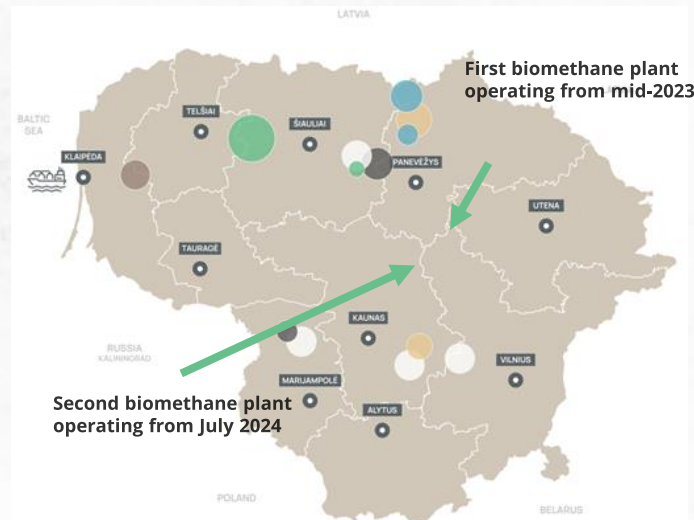 LATVIA
First biomethane plant
operating from mid-2023
BALTIC
SEA
TELŠIAI
ŠIAULIAI
KLAIPĖDA
PANEVĖŽYS
UTENA
TAURAGĖ
KAUNAS
RUSSIA
KALININGRAD
VILNIUS
MARIJAMPOLĖ
Second biomethane plant
operating from July 2024
ALYTUS
POLAND
BELARUS